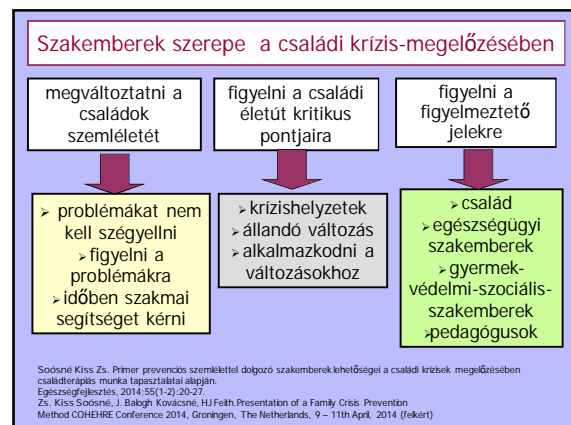 Szakemberek szerepe a családi krízis-megelőzésében
megváltoztatni a
családok
szemléletét
figyelni a családi
életút kritikus
pontjaira
figyelni a
figyelmeztető
jelekre
➢ problémákat nem
kell szégyellni
➢ figyelni a
problémákra
➢ időben szakmai
segítséget kérni
➢ krízishelyzetek
➢ állandó változás
➢ alkalmazkodni a
változásokhoz
➢ család
➢ egészségügyi
szakemberek
➢ gyermek-
védelmi-szociális-
szakemberek
➢ pedagógusok
Soósné Kiss Zs. Primer prevenciós szemlélettel dolgozó szakemberek lehetőségei a családi krízisek megelőzésében
családterápiás munka tapasztalatai alapján.
Egészségfejlesztés, 2014;55(1-2):20-27.
Zs. Kiss Soósné, J. Balogh Kovácsné, HJ Feith.Presentation of a Family Crisis Prevention
Method COHEHRE Conference 2014, Groningen, The Netherlands, 9 – 11th April, 2014 (felkért)